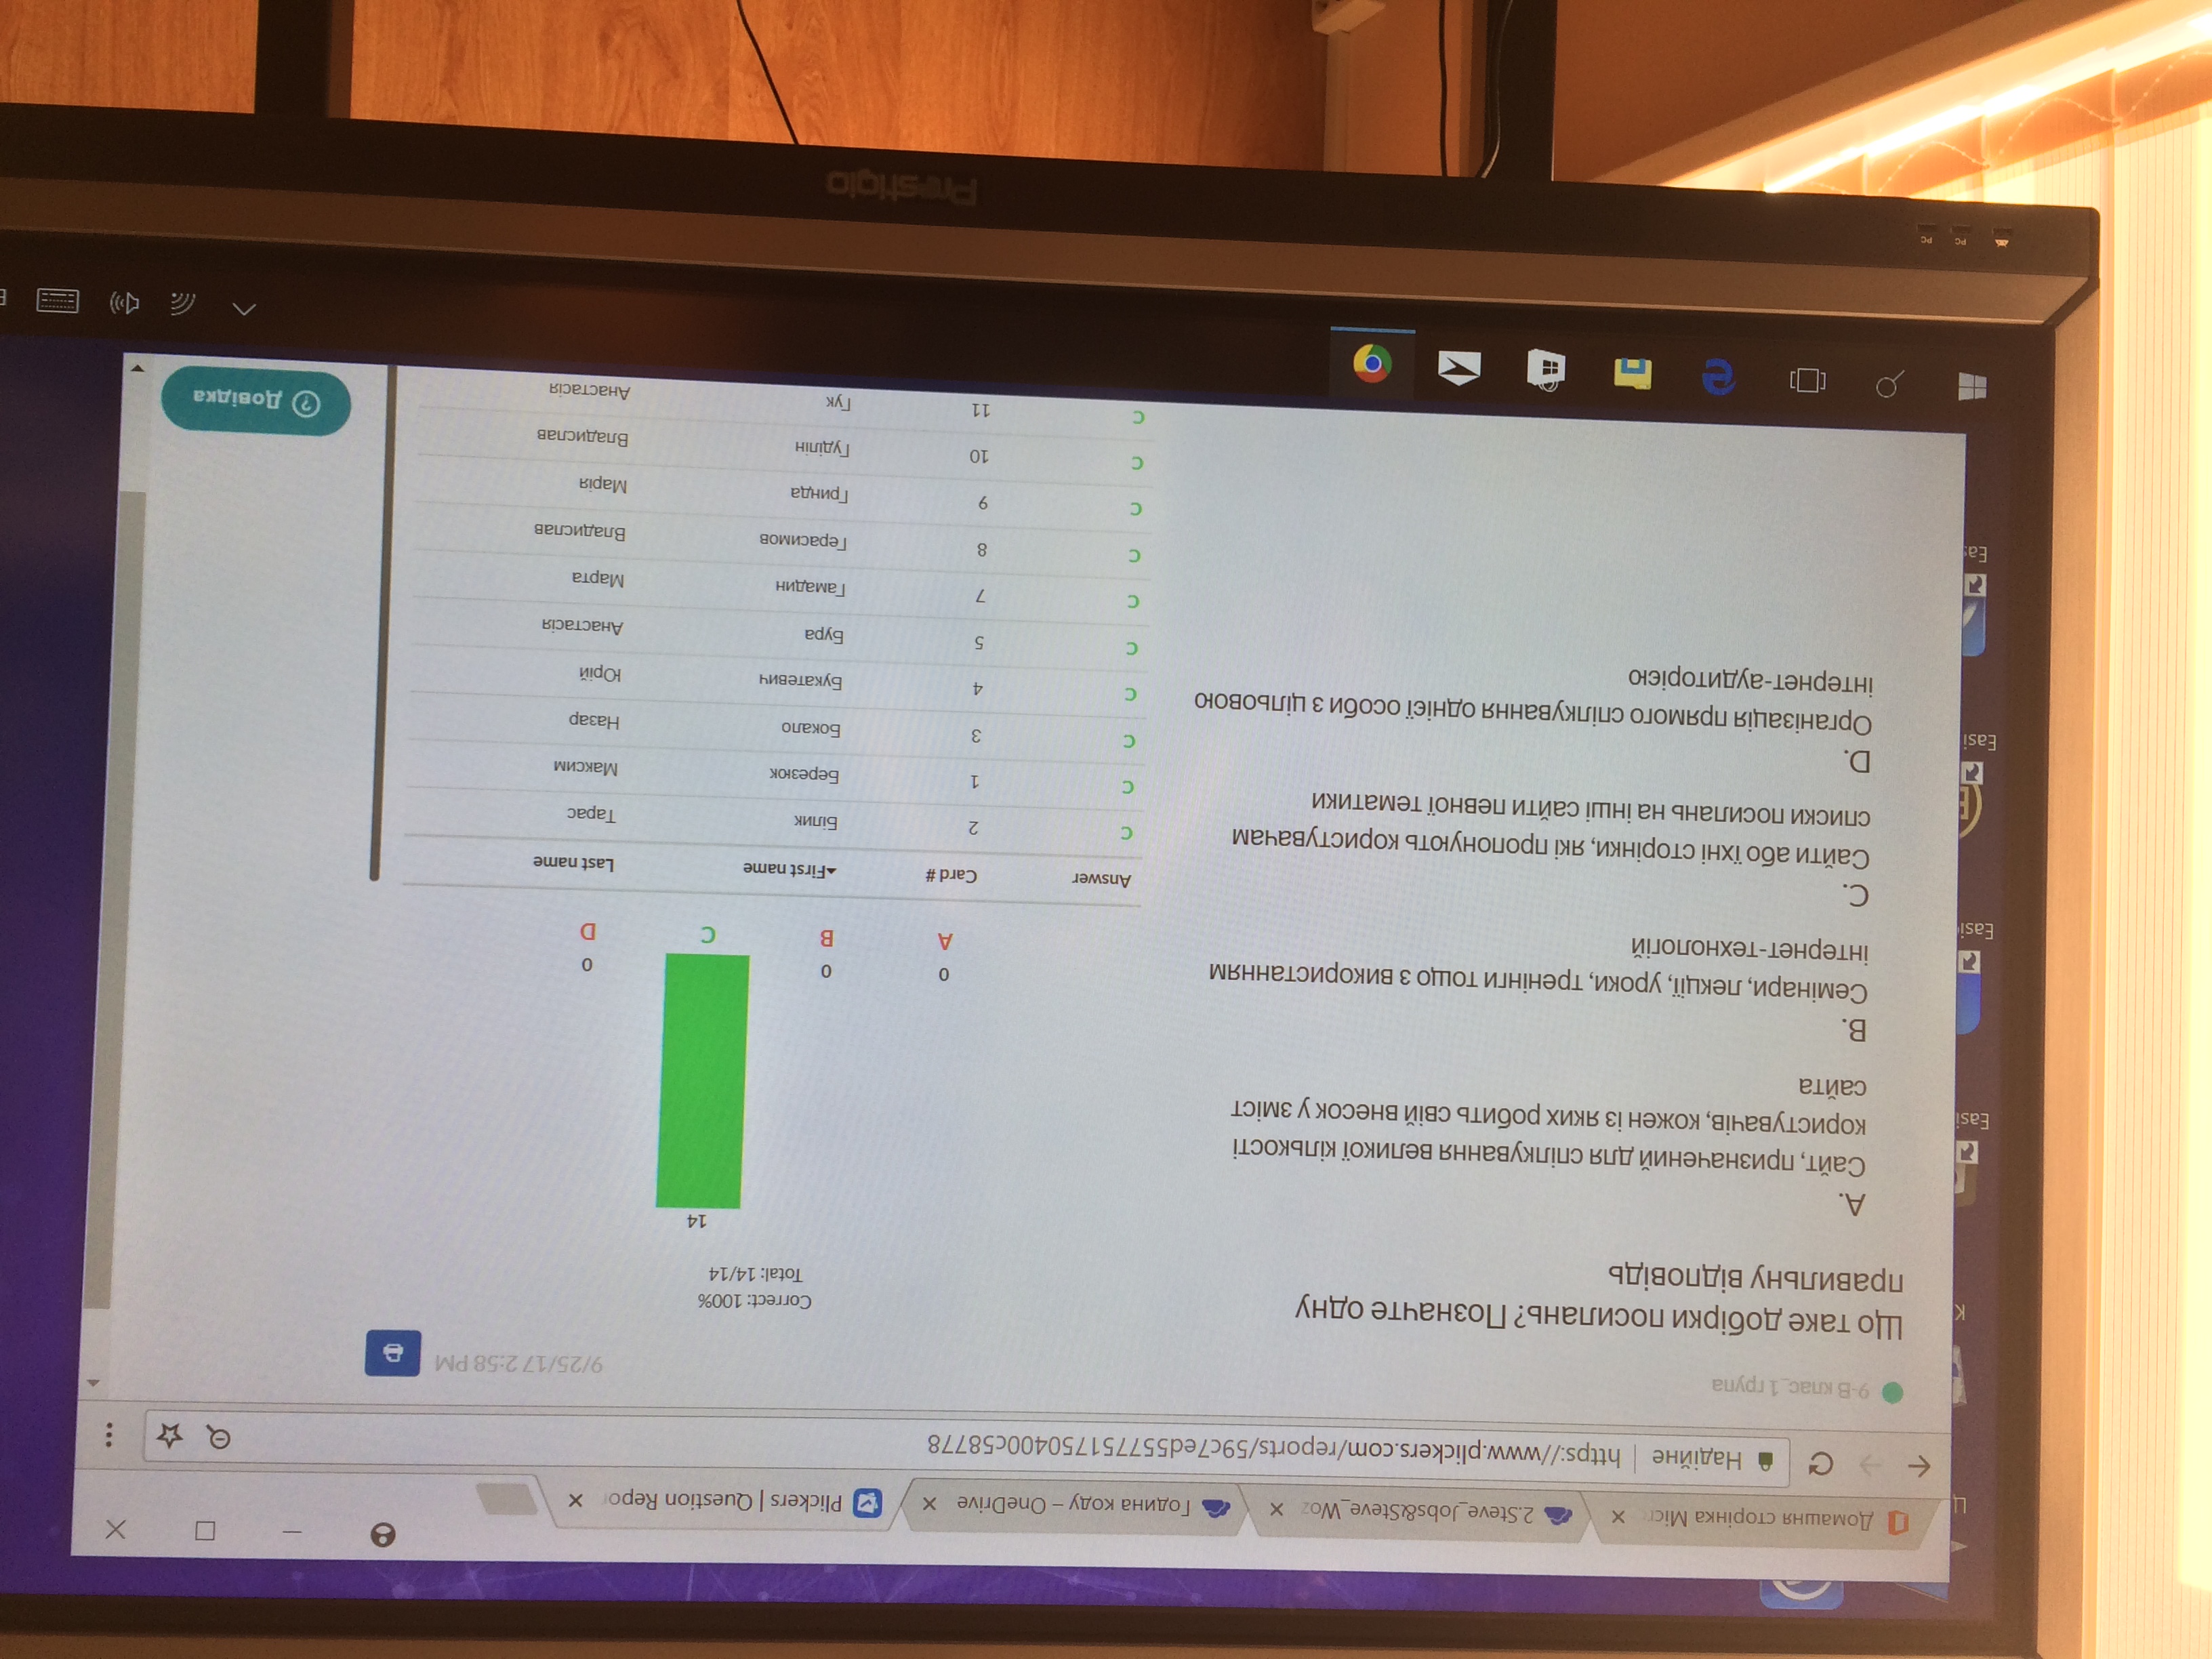 Домашня сторінка Micr
2.Steve_Jobs&Steve_Woz
Година коду – OneDrive
Plickers | Question Repo
Надійне
https://www.plickers.com/reports/59c7ed557751750400c58778
9-В клас_1 група
9/25/17 2:58 PM
Що таке добірки посилань? Позначте одну
правильну відповідь
A.
Сайт, призначений для спілкування великої кількості
користувачів, кожен із яких робить свій внесок у зміст
сайта
B.
Семінари, лекції, уроки, тренінги тощо з використанням
інтернет-технологій
C.
Сайти або їхні сторінки, які пропонують користувачам
списки посилань на інші сайти певної тематики
D.
Організація прямого спілкування однієї особи з цільовою
інтернет-аудиторією
Correct: 100%
Total: 14/14
14
0 0 0
A B C D
Answer Card # First name Last name
C 2 Білик Тарас
C 1 Березюк Максим
C 3 Бокало Назар
C 4 Букатевич Юрій
C 5 Бура Анастасія
C 7 Гамадин Марта
C 8 Герасимов Владислав
C 9 Гринда Марія
C 10 Гуділін Владислав
C 11 Гук Анастасія
Довідка
Easi
Easi
Easi
Eas
PC PC
Prestigio